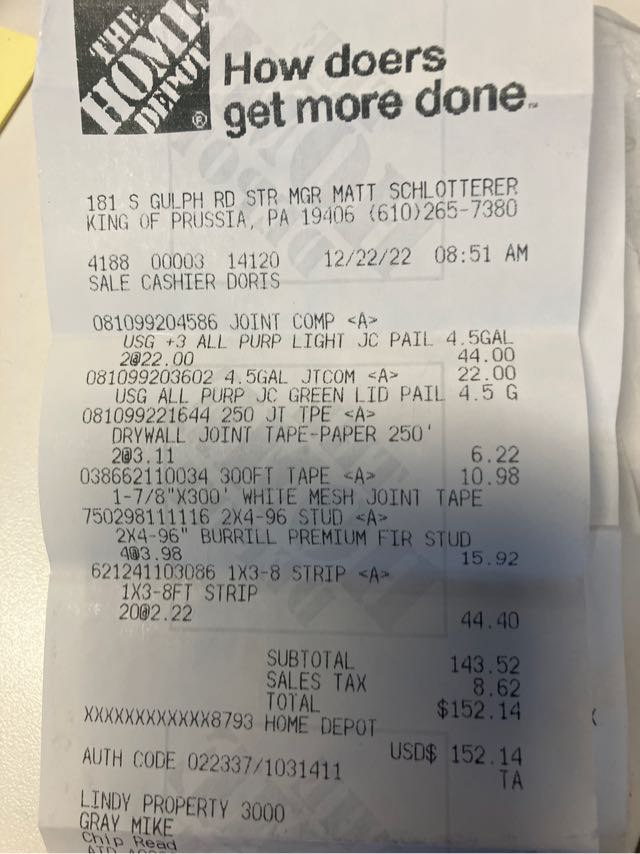 THE
HOME
DEPOT
®
How doers
get more done™
181 S GULPH RD STR MGR MATT SCHLOTTERER
KING OF PRUSSIA, PA 19406 (610)265-7380
4188 00003 14120 12/22/22 08:51 AM
SALE CASHIER DORIS
081099204586 JOINT COMP <A>
USG +3 ALL PURP LIGHT JC PAIL 4.5GAL
2@22.00 44.00
081099203602 4.5GAL JTCOM <A> 22.00
USG ALL PURP JC GREEN LID PAIL 4.5 G
081099221644 250 JT TPE <A>
DRYWALL JOINT TAPE-PAPER 250'
2@3.11 6.22
038662110034 300FT TAPE <A> 10.98
1-7/8"X300' WHITE MESH JOINT TAPE
750298111116 2X4-96 STUD <A>
2X4-96" BURRILL PREMIUM FIR STUD
4@3.98 15.92
621241103086 1X3-8 STRIP <A>
1X3-8FT STRIP
20@2.22 44.40
SUBTOTAL 143.52
SALES TAX 8.62
TOTAL $152.14
XXXXXXXXXXXX8793 HOME DEPOT
USD$ 152.14
AUTH CODE 022337/1031411 TA
LINDY PROPERTY 3000
GRAY MIKE
Chip Read